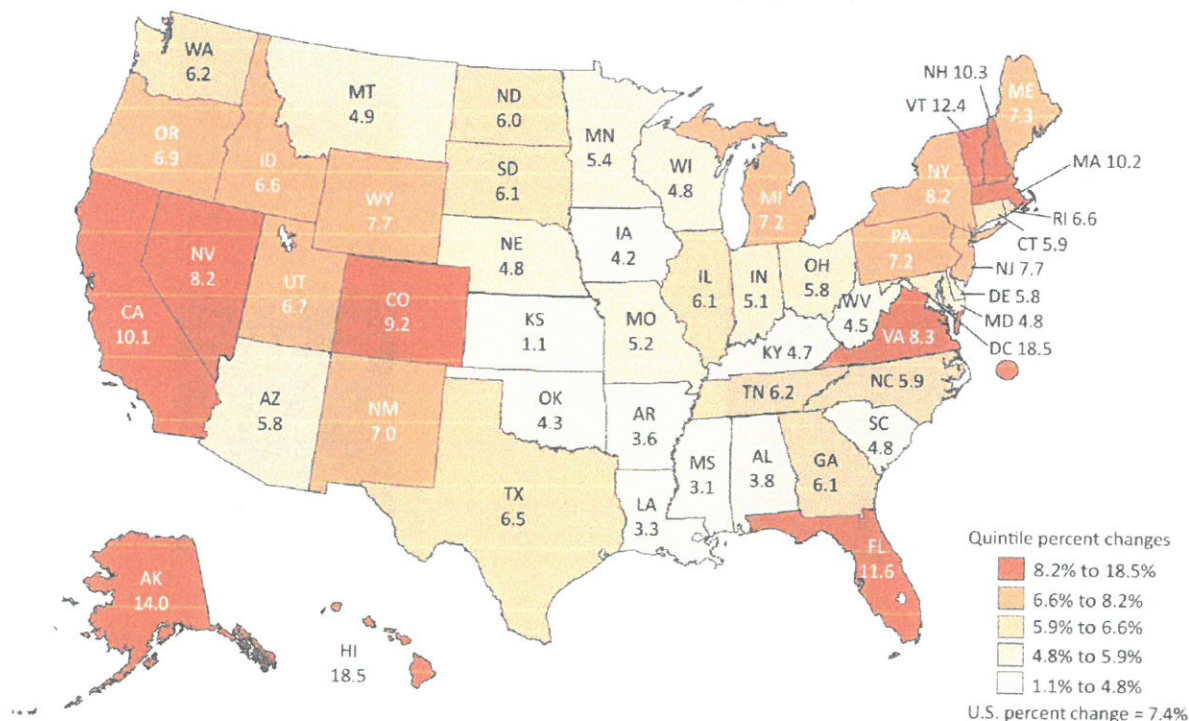 WA
6.2
MT
4.9
ND
6.0
MN
5.4
NH 10.3
VT 12.4
ME
7.3
OR
6.9
ID
6.6
WY
7.7
SD
6.1
WI
4.8
MI
7.2
NY
8.2
MA 10.2
RI 6.6
CT 5.9
NJ 7.7
DE 5.8
MD 4.8
DC 18.5
NV
8.2
UT
6.7
CO
9.2
NE
4.8
IA
4.2
IL
6.1
IN
5.1
OH
5.8
PA
7.2
WV
4.5
VA 8.3
CA
10.1
KS
1.1
MO
5.2
KY 4.7
AZ
5.8
NM
7.0
OK
4.3
AR
3.6
TN 6.2
NC 5.9
SC
4.8
TX
6.5
LA
3.3
MS
3.1
AL
3.8
GA
6.1
FL
11.6
AK
14.0
HI
18.5
Quintile percent changes
8.2% to 18.5%
6.6% to 8.2%
5.9% to 6.6%
4.8% to 5.9%
1.1% to 4.8%
U.S. percent change = 7.4%